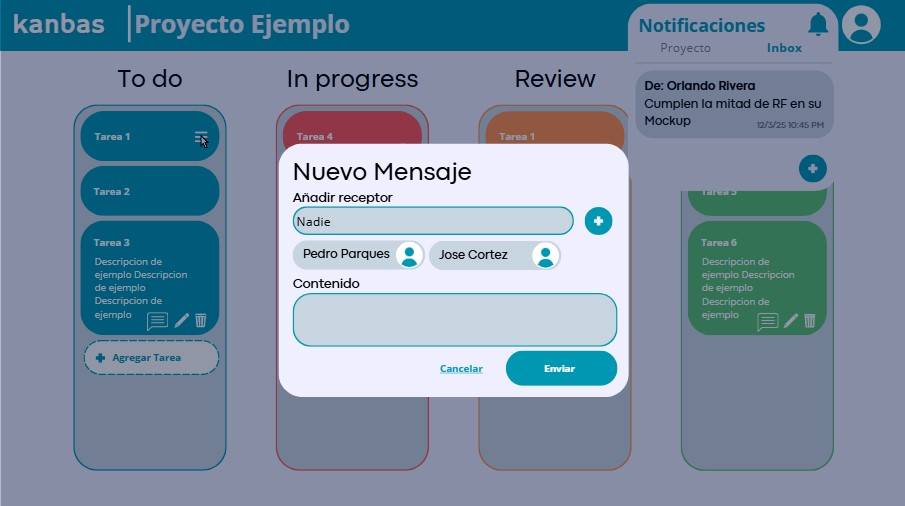 kanbas
Proyecto Ejemplo
Notificaciones
Proyecto
Inbox
De: Orlando Rivera
Cumplen la mitad de RF en su
Mockup
12/3/25 10:45 PM
To do
In progress
Review
Tarea 1
Tarea 2
Tarea 3
Descripcion de
ejemplo Descripcion
de ejemplo
Descripcion de
ejemplo
Agregar Tarea
Tarea 4
Tarea 1
Tarea 6
Descripcion de
ejemplo Descripcion
de ejemplo
Descripcion de
ejemplo
Nuevo Mensaje
Añadir receptor
Nadie
Pedro Parques
Jose Cortez
Contenido
Cancelar
Enviar